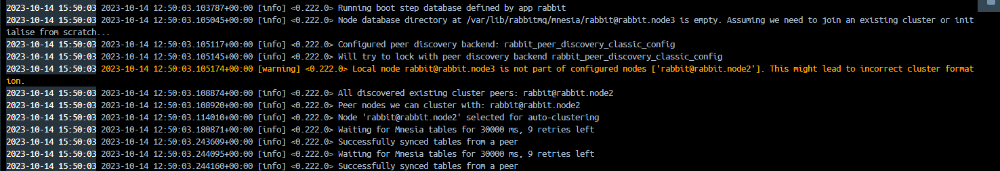 2023-10-14 15:50:03 2023-10-14 12:50:03.103787+00:00 [info] <0.222.0> Running boot step database defined by app rabbit
2023-10-14 15:50:03 2023-10-14 12:50:03.105045+00:00 [info] <0.222.0> Node database directory at /var/lib/rabbitmq/mnesia/rabbit@rabbit.node3 is empty. Assuming we need to join an existing cluster or init
ialise from scratch...
2023-10-14 15:50:03 2023-10-14 12:50:03.105117+00:00 [info] <0.222.0> Configured peer discovery backend: rabbit_peer_discovery_classic_config
2023-10-14 15:50:03 2023-10-14 12:50:03.105145+00:00 [info] <0.222.0> Will try to lock with peer discovery backend rabbit_peer_discovery_classic_config
2023-10-14 15:50:03 2023-10-14 12:50:03.105174+00:00 [warning] <0.222.0> Local node rabbit@rabbit.node3 is not part of configured nodes ['rabbit@rabbit.node2']. This might lead to incorrect cluster format
ion.
2023-10-14 15:50:03 2023-10-14 12:50:03.108874+00:00 [info] <0.222.0> All discovered existing cluster peers: rabbit@rabbit.node2
2023-10-14 15:50:03 2023-10-14 12:50:03.108920+00:00 [info] <0.222.0> Peer nodes we can cluster with: rabbit@rabbit.node2
2023-10-14 15:50:03 2023-10-14 12:50:03.114010+00:00 [info] <0.222.0> Node 'rabbit@rabbit.node2' selected for auto-clustering
2023-10-14 15:50:03 2023-10-14 12:50:03.180871+00:00 [info] <0.222.0> Waiting for Mnesia tables for 30000 ms, 9 retries left
2023-10-14 15:50:03 2023-10-14 12:50:03.243609+00:00 [info] <0.222.0> Successfully synced tables from a peer
2023-10-14 15:50:03 2023-10-14 12:50:03.244095+00:00 [info] <0.222.0> Waiting for Mnesia tables for 30000 ms, 9 retries left
2023-10-14 15:50:03 2023-10-14 12:50:03.244160+00:00 [info] <0.222.0> Successfully synced tables from a peer